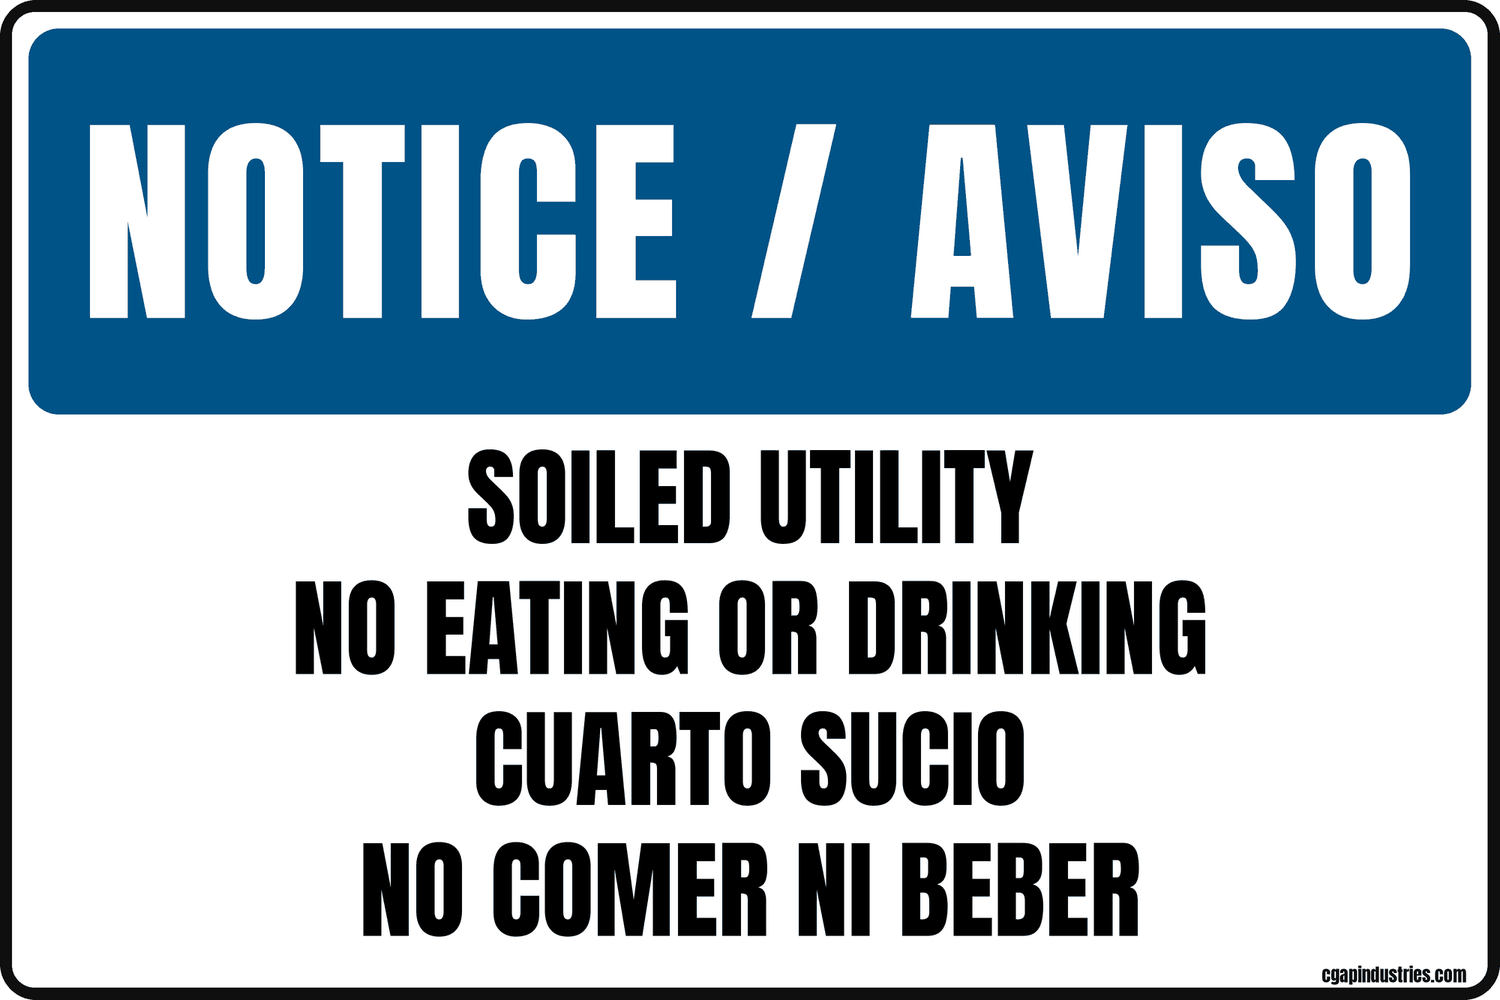 NOTICE / AVISO
SOILED UTILITY
NO EATING OR DRINKING
CUARTO SUCIO
NO COMER NI BEBER
cgapindustries.com